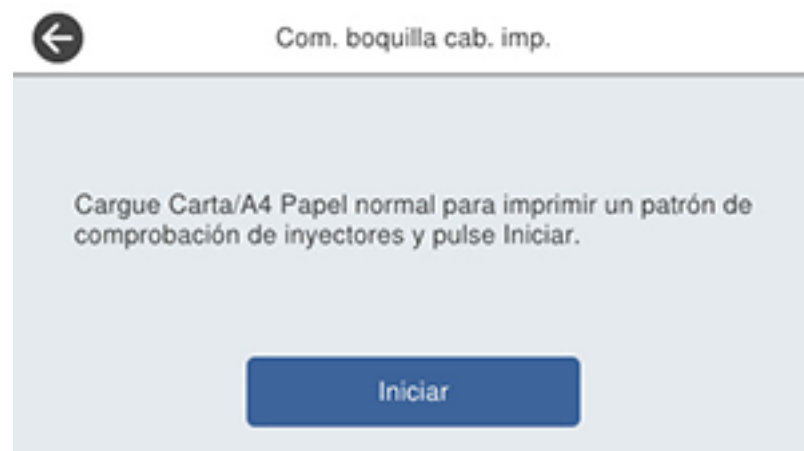 Com. boquilla cab. imp.
Cargue Carta/A4 Papel normal para imprimir un patrón de
comprobación de inyectores y pulse Iniciar.
Iniciar